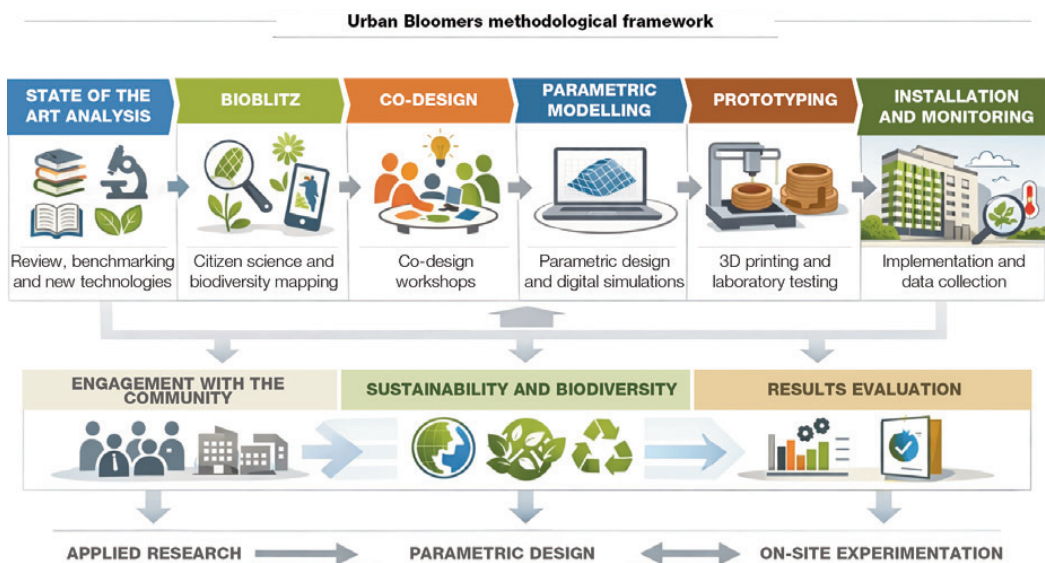 Urban Bloomers methodological framework
STATE OF THE
ART ANALYSIS
BIOBLITZ
CO-DESIGN
PARAMETRIC
MODELLING
PROTOTYPING
INSTALLATION
AND MONITORING
Review, benchmarking
and new technologies
Citizen science and
biodiversity mapping
Co-design
workshops
Parametric design
and digital simulations
3D printing and
laboratory testing
Implementation and
data collection
ENGAGEMENT WITH THE
COMMUNITY
SUSTAINABILITY AND BIODIVERSITY
RESULTS EVALUATION
APPLIED RESEARCH
PARAMETRIC DESIGN
ON-SITE EXPERIMENTATION